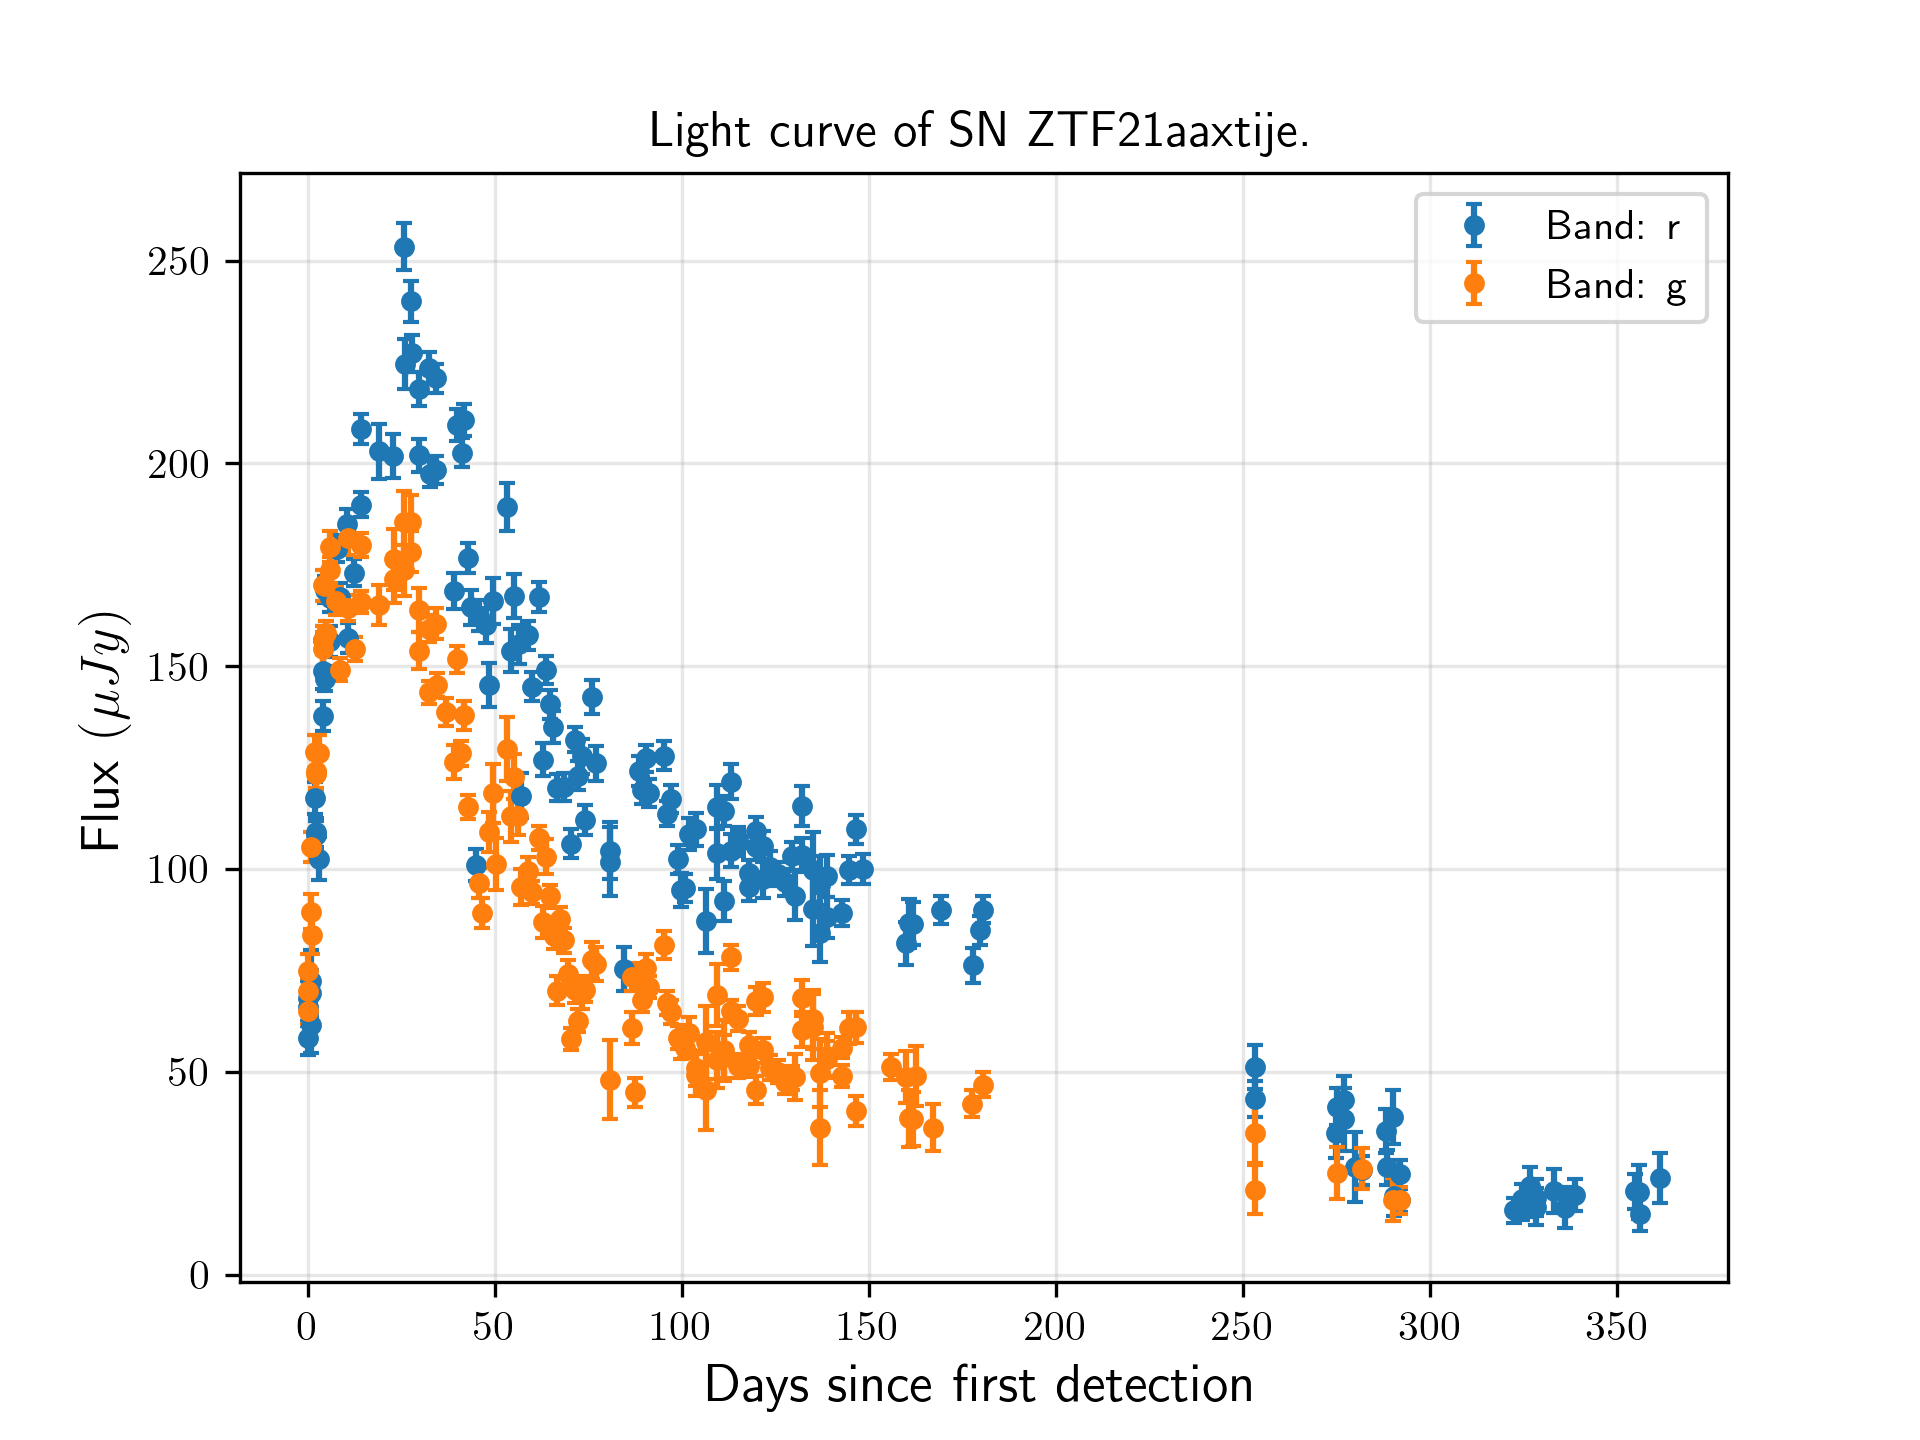 Light curve of SN ZTF21aaxtije.
Band: r
Band: g
250
200
150
100
50
0
Flux (μJy)
0 50 100 150 200 250 300 350
Days since first detection